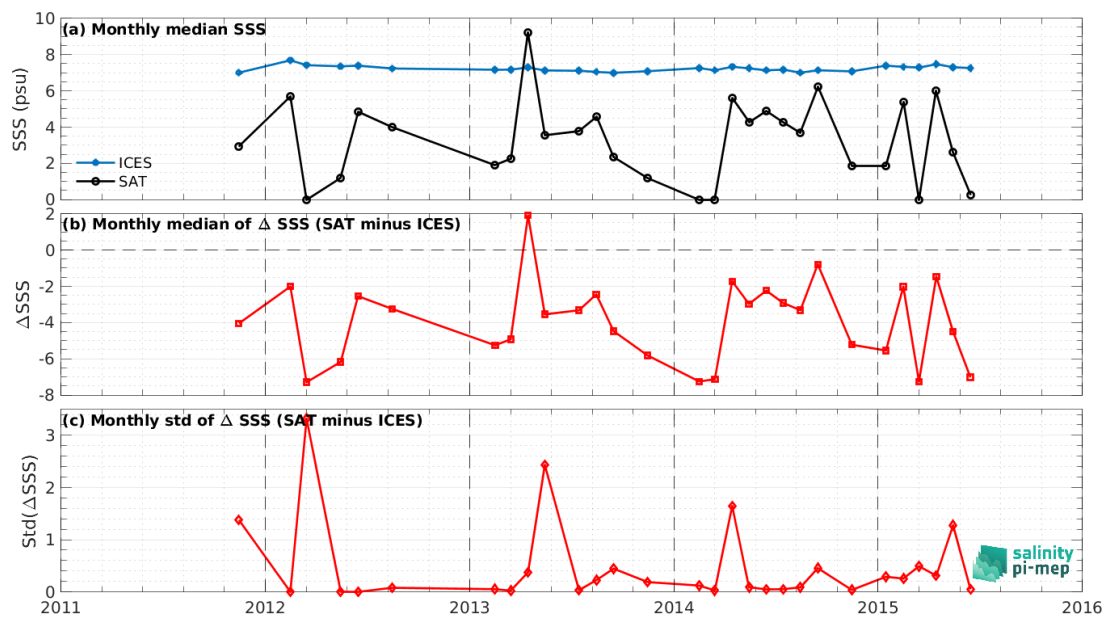 (a) Monthly median SSS
10
8
6
4
2
0
SSS (psu)
ICES
SAT
(b) Monthly median of Δ SSS (SAT minus ICES)
2
0
-2
-4
-6
-8
ΔSSS
(c) Monthly std of Δ SSS (SAT minus ICES)
3
2
1
0
Std(ΔSSS)
salinity
pi-mep
2011 2012 2013 2014 2015 2016